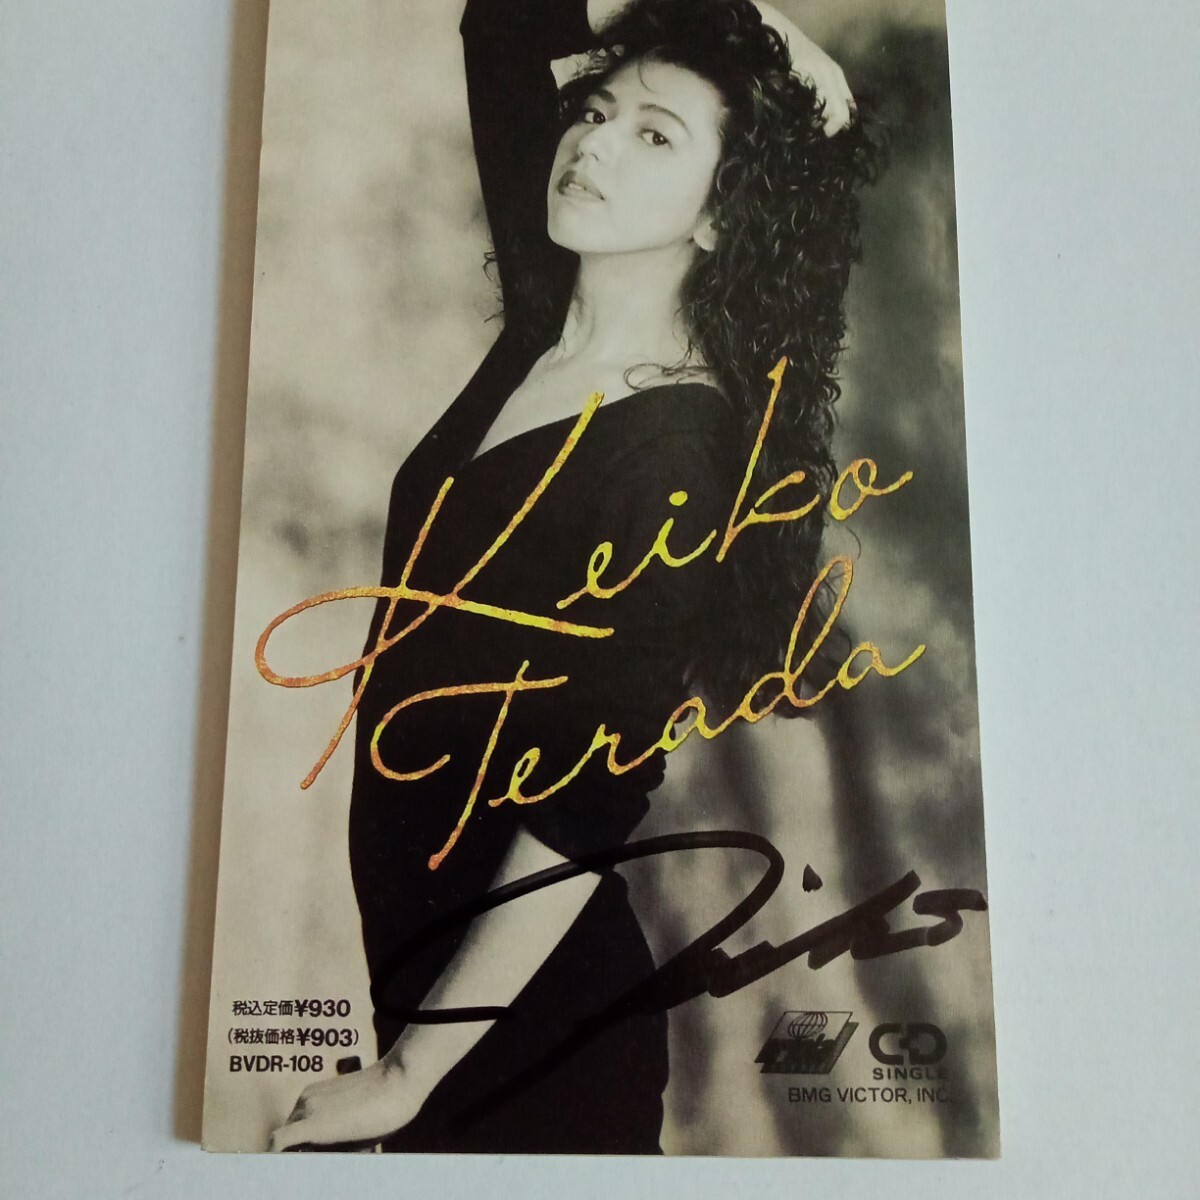 Keiko
Terada
Keiko
税込定価¥930
(税抜価格¥903)
BVDR-108
CD
SINGLE
BMG VICTOR, INC.